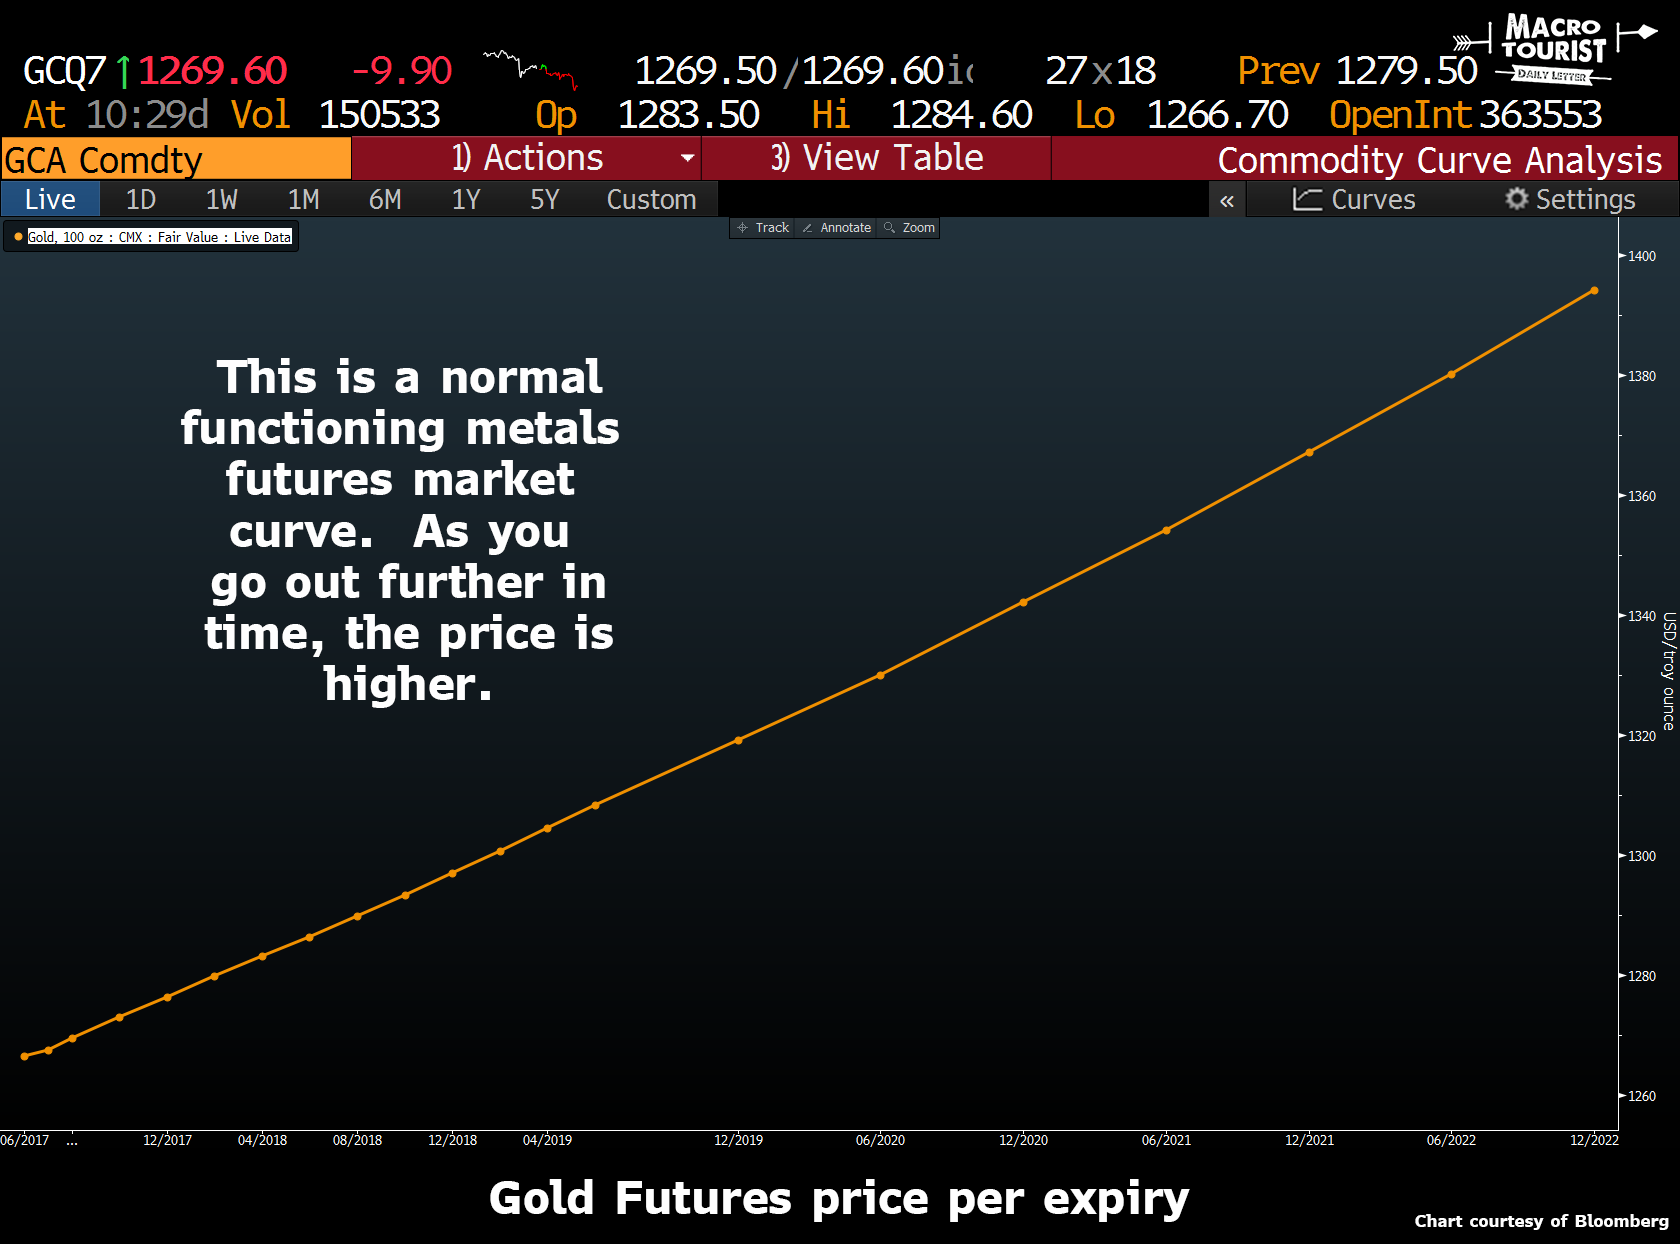 MACRO
TOURIST
DAILY LETTER
GCQ7 ↑1269.60 -9.90 1269.50/1269.60 27x18 Prev 1279.50
At 10:29d Vol 150533 Op 1283.50 Hi 1284.60 Lo 1266.70 OpenInt 363553
GCA Comdty 1) Actions 3) View Table Commodity Curve Analysis
Live 1D 1W 1M 6M 1Y 5Y Custom « Curves Settings
Track Annotate Zoom
Gold, 100 oz : CMX : Fair Value : Live Data
This is a normal
functioning metals
futures market
curve. As you
go out further in
time, the price is
higher.
1400
1380
1360
1340
1320
1300
1280
1260
USD/troy ounce
06/2017 ... 12/2017 04/2018 08/2018 12/2018 04/2019 12/2019 06/2020 12/2020 06/2021 12/2021 06/2022 12/2022
Gold Futures price per expiry
Chart courtesy of Bloomberg